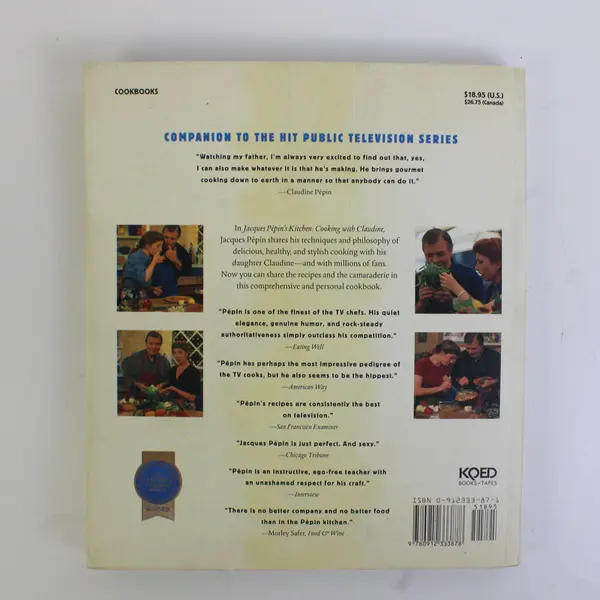 COOKBOOKS
$18.95 (U.S.)
$26.75 (Canada)
COMPANION TO THE HIT PUBLIC TELEVISION SERIES
"Watching my father, I'm always very excited to find out that, yes,
I can also make whatever it is that he's making. He brings gourmet
cooking down to earth in a manner so that anybody can do it."
—Claudine Pépin
In Jacques Pépin's Kitchen: Cooking with Claudine,
Jacques Pépin shares his techniques and philosophy of
delicious, healthy, and stylish cooking with his
daughter Claudine—and with millions of fans.
Now you can share the recipes and the camaraderie in
this comprehensive and personal cookbook.
"Pépin is one of the finest of the TV chefs. His quiet
elegance, genuine humor, and rock-steady
authoritativeness simply outclass his competition."
—Eating Well
"Pépin has perhaps the most impressive pedigree of
the TV cooks, but he also seems to be the hippest."
—American Way
"Pépin's recipes are consistently the best
on television."
—San Francisco Examiner
"Jacques Pépin is just perfect. And sexy."
—Chicago Tribune
"Pépin is an instructive, ego-free teacher with
an unashamed respect for his craft."
—Interview
"There is no better company and no better food
than in the Pépin kitchen."
—Morley Safer, Food & Wine
KQED
BOOKS & TAPES
ISBN 0-912333-87-1
51895
9 780912 333878